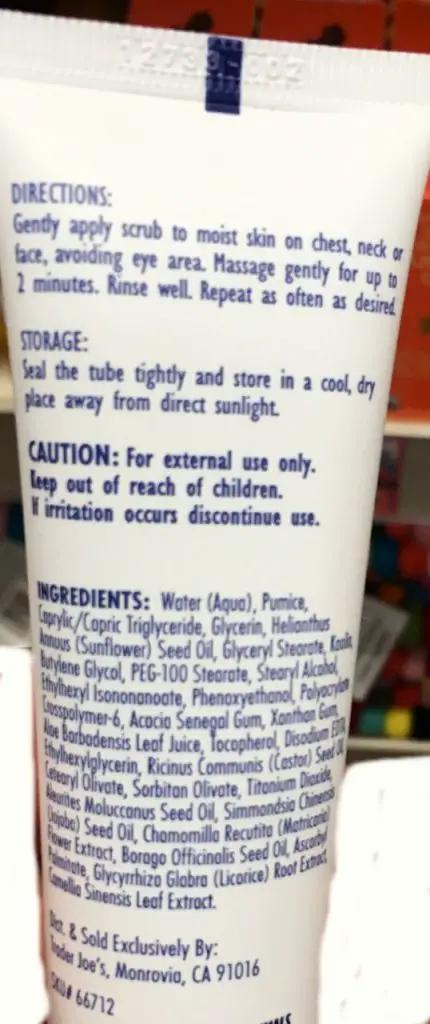 12733-602
DIRECTIONS:
Gently apply scrub to moist skin on chest, neck or
face, avoiding eye area. Massage gently for up to
2 minutes. Rinse well. Repeat as often as desired.
STORAGE:
Seal the tube tightly and store in a cool, dry
place away from direct sunlight.
CAUTION: For external use only.
Keep out of reach of children.
If irritation occurs discontinue use.
INGREDIENTS: Water (Aqua), Pumice,
Caprylic/Capric Triglyceride, Glycerin, Helianthus
Annuus (Sunflower) Seed Oil, Glyceryl Stearate, Kaolin,
Butylene Glycol, PEG-100 Stearate, Stearyl Alcohol,
Ethylhexyl Isononanoate, Phenoxyethanol, Polyacrylate
Crosspolymer-6, Acacia Senegal Gum, Xanthan Gum,
Aloe Barbadensis Leaf Juice, Tocopherol, Disodium EDTA,
Ethylhexylglycerin, Ricinus Communis (Castor) Seed Oil,
Cetearyl Olivate, Sorbitan Olivate, Titanium Dioxide,
Aleurites Moluccanus Seed Oil, Simmondsia Chinensis
(Jojoba) Seed Oil, Chamomilla Recutita (Matricaria)
Flower Extract, Borago Officinalis Seed Oil, Ascorbyl
Palmitate, Glycyrrhiza Glabra (Licorice) Root Extract,
Camellia Sinensis Leaf Extract.
Dist. & Sold Exclusively By:
Trader Joe's, Monrovia, CA 91016
SKU# 66712